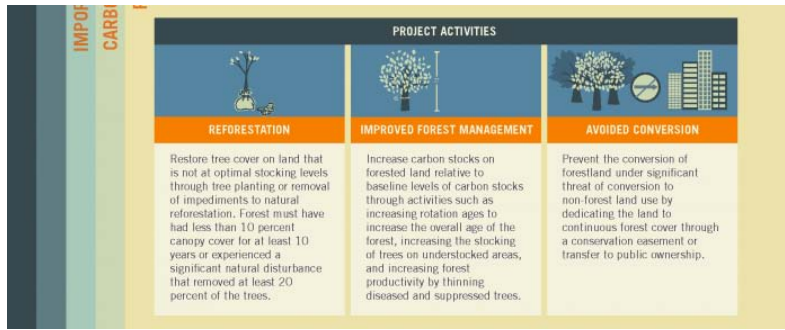 IMPOR
CARBO
PROJECT ACTIVITIES
REFORESTATION
Restore tree cover on land that
is not at optimal stocking levels
through tree planting or removal
of impediments to natural
reforestation. Forest must have
had less than 10 percent
canopy cover for at least 10
years or experienced a
significant natural disturbance
that removed at least 20
percent of the trees.
IMPROVED FOREST MANAGEMENT
Increase carbon stocks on
forested land relative to
baseline levels of carbon stocks
through activities such as
increasing rotation ages to
increase the overall age of the
forest, increasing the stocking
of trees on understocked areas,
and increasing forest
productivity by thinning
diseased and suppressed trees.
AVOIDED CONVERSION
Prevent the conversion of
forestland under significant
threat of conversion to
non-forest land use by
dedicating the land to
continuous forest cover through
a conservation easement or
transfer to public ownership.